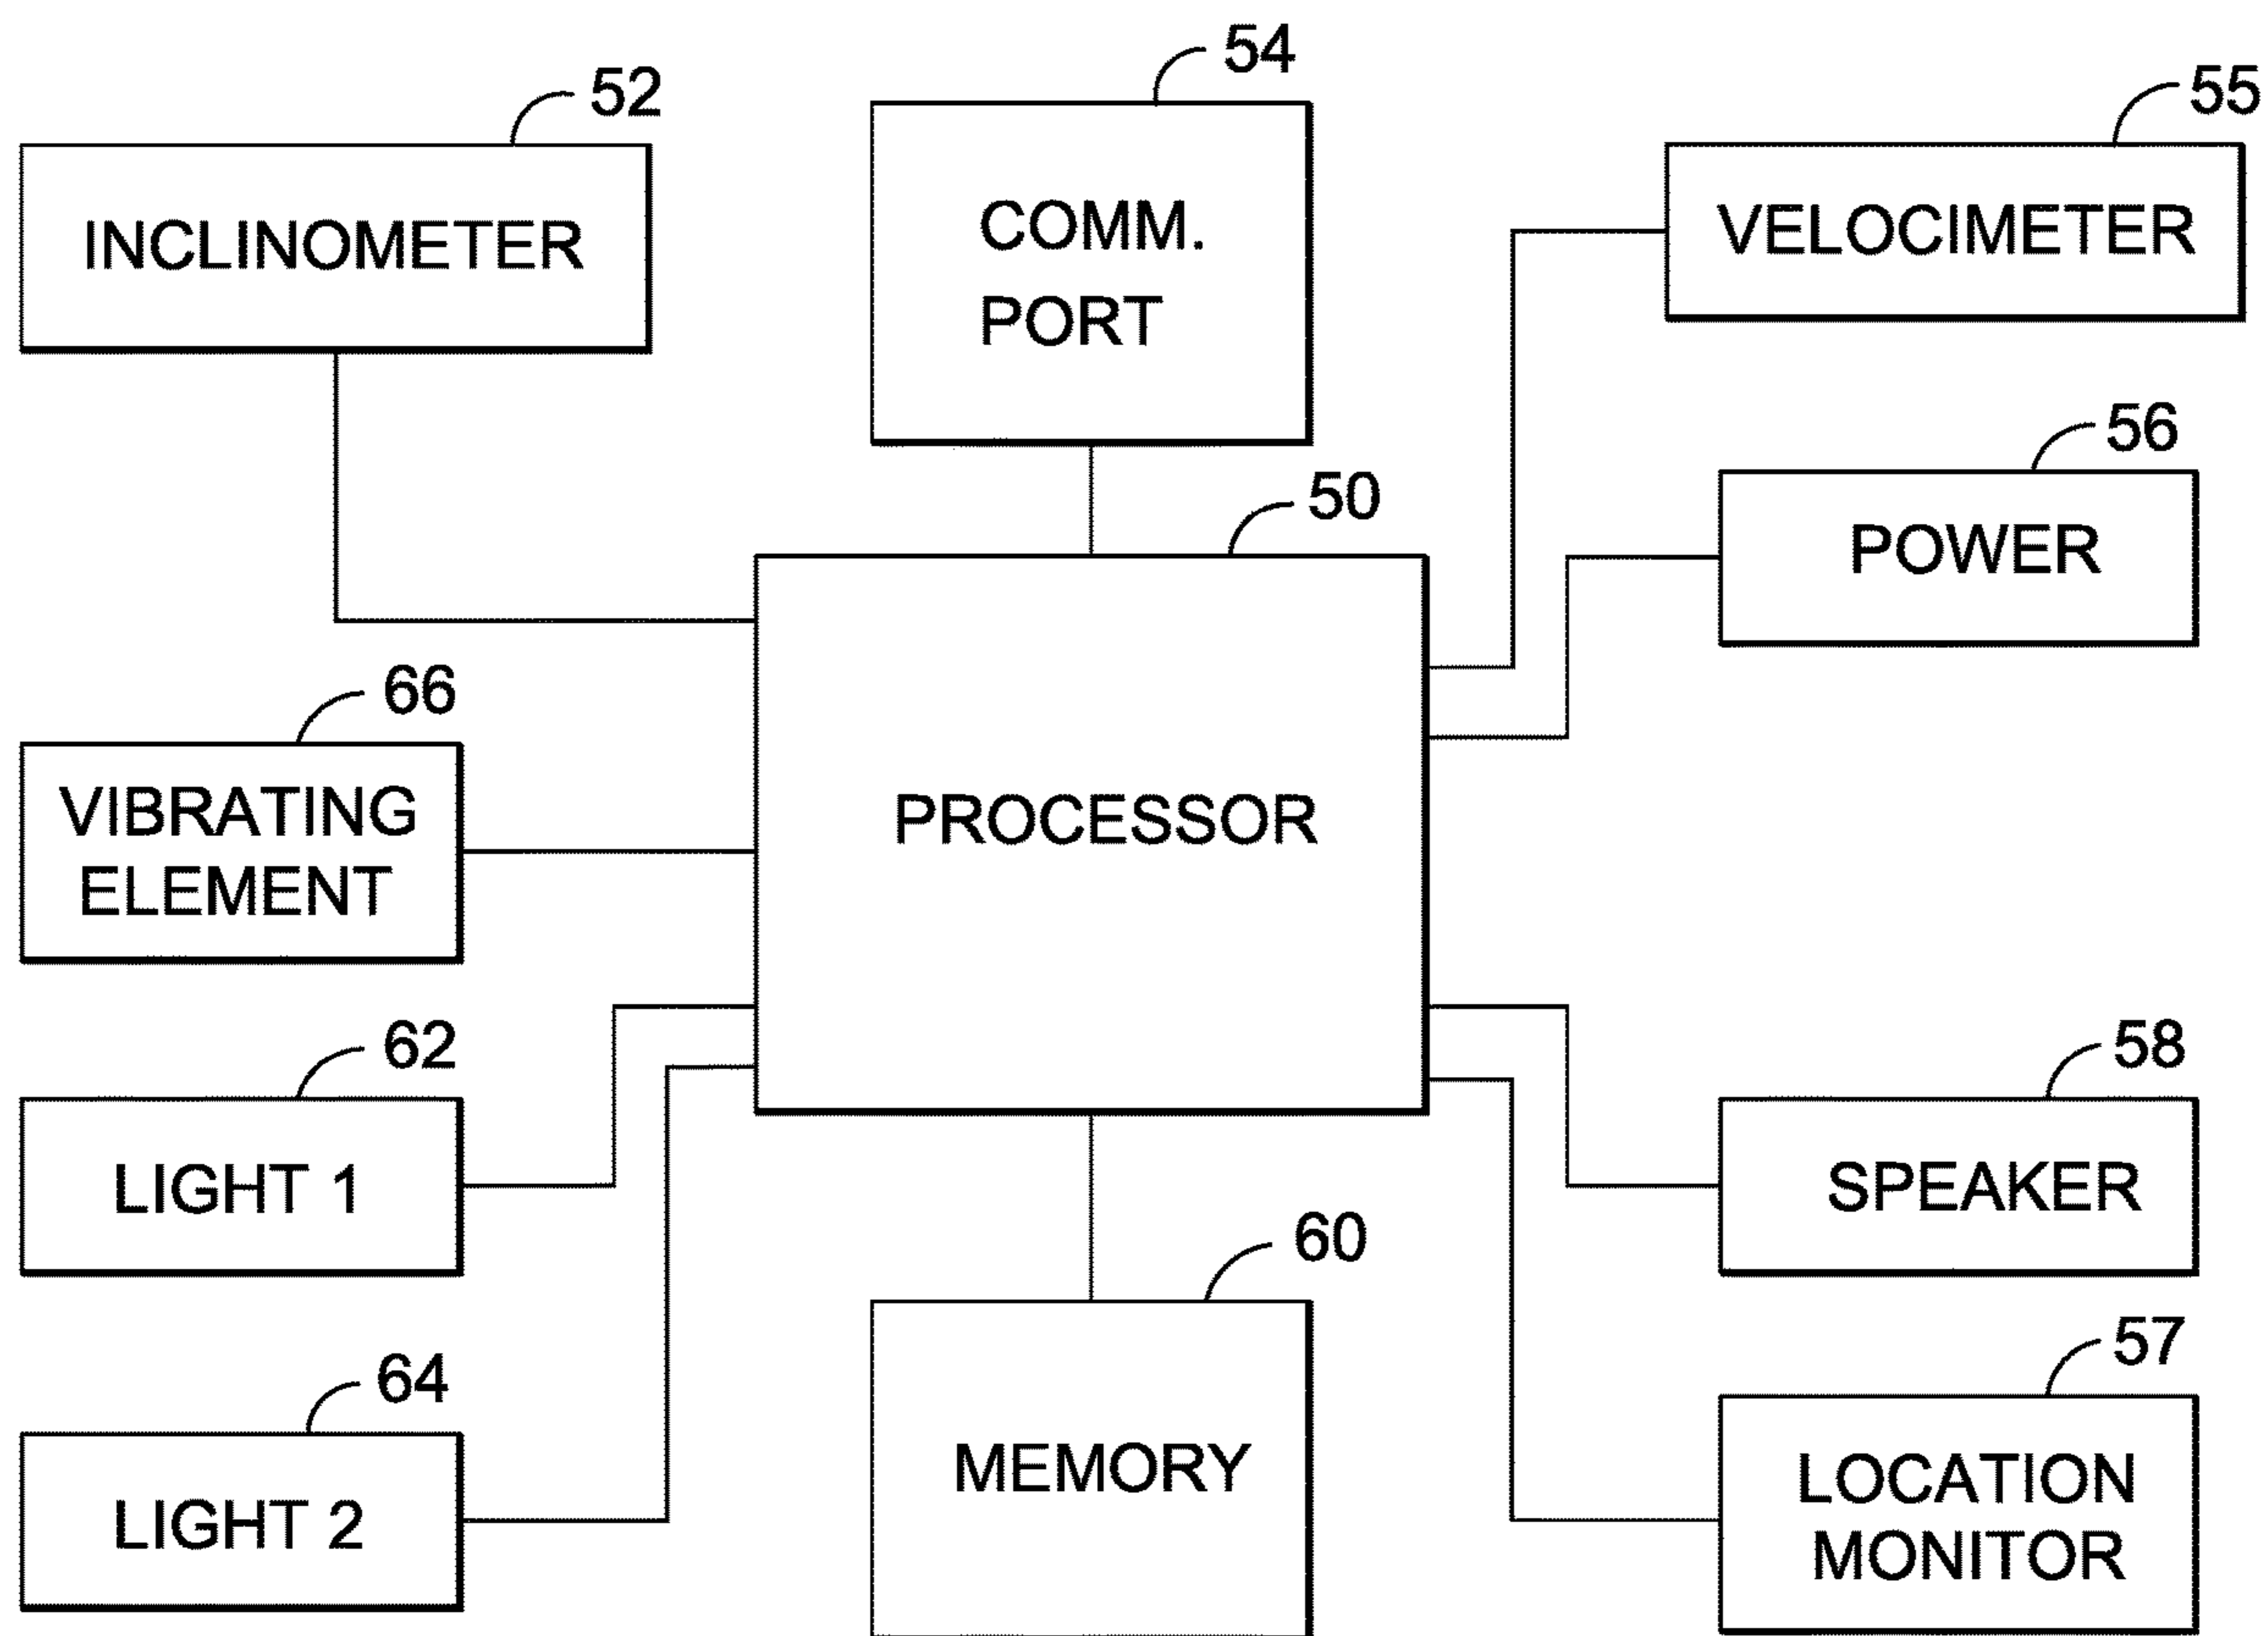 54
52
55
INCLINOMETER
COMM.
PORT
VELOCIMETER
56
50
POWER
66
VIBRATING
ELEMENT
PROCESSOR
62
58
LIGHT 1
SPEAKER
60
57
64
MEMORY
LOCATION
MONITOR
LIGHT 2